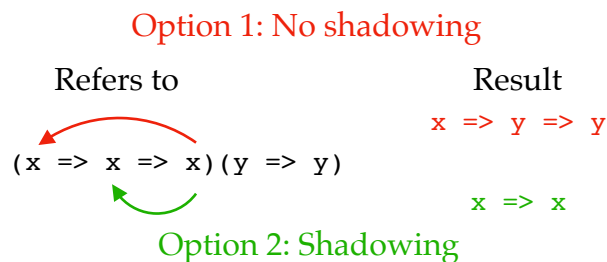 Option 1: No shadowing
Refers to
Result
x => y => y
(x => x => x)(y => y)
x => x
Option 2: Shadowing